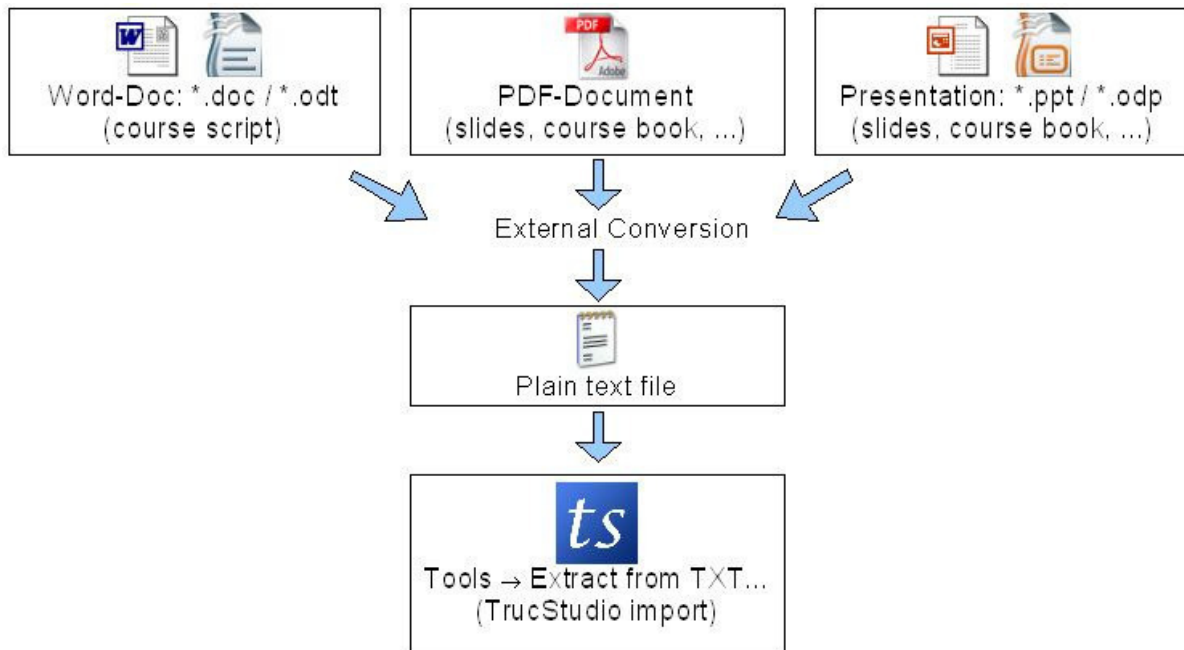 W
Word-Doc: *.doc / *.odt
(course script)
PDF
Adobe
PDF-Document
(slides, course book, ...)
Presentation: *.ppt / *.odp
(slides, course book, ...)
External Conversion
Plain text file
ts
Tools → Extract from TXT...
(TrucStudio import)